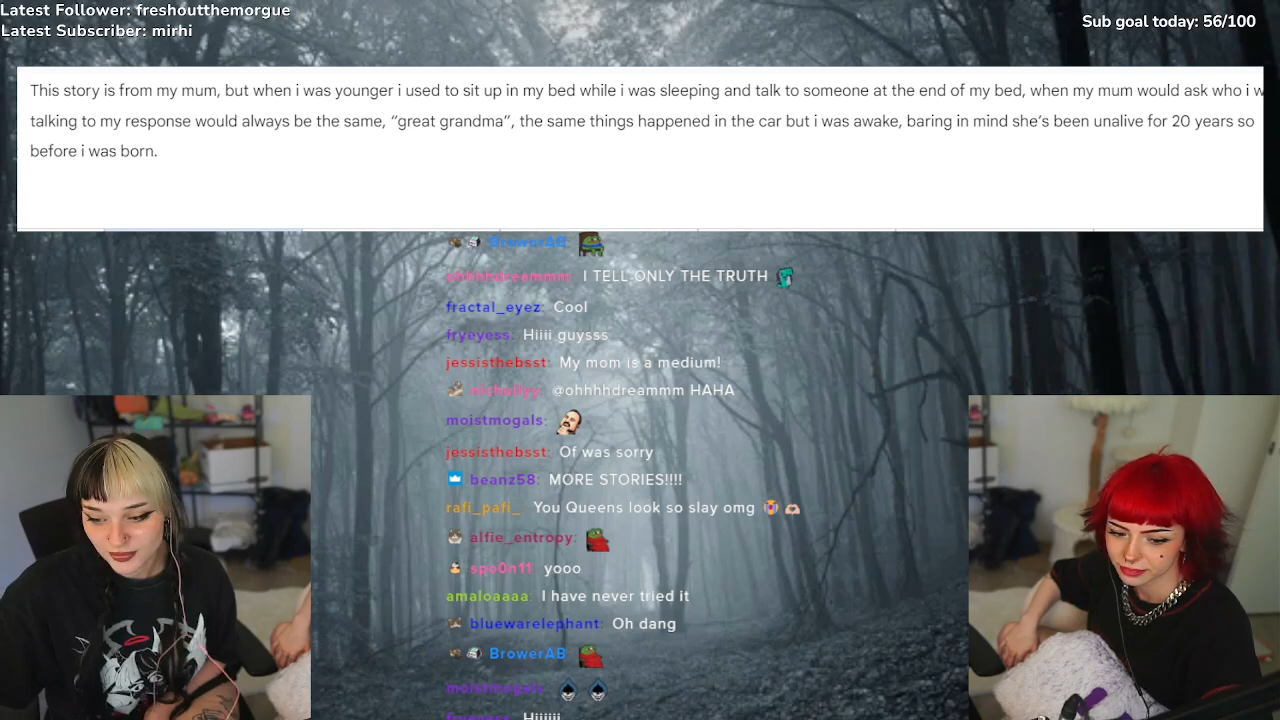 Latest Follower: freshoutthemorgue
Latest Subscriber: mirhi
Sub goal today: 56/100
This story is from my mum, but when i was younger i used to sit up in my bed while i was sleeping and talk to someone at the end of my bed, when my mum would ask who i w
talking to my response would always be the same, “great grandma”, the same things happened in the car but i was awake, baring in mind she’s been unalive for 20 years so
before i was born.
BrowerAB:
ohhhhdreammm: I TELL ONLY THE TRUTH
fractal_eyez: Cool
fryeyess: Hiiii guysss
jessisthebsst: My mom is a medium!
@ohhhhdreammm HAHA
moistmogals:
jessisthebsst: Of was sorry
beanz58: MORE STORIES!!!!
rafi_pafi_: You Queens look so slay omg
alfie_entropy:
spo0n11: yooo
amaloaaaa: I have never tried it
bluewarelephant: Oh dang
BrowerAB:
moistmogals:
fryeyess: Hiiiiii